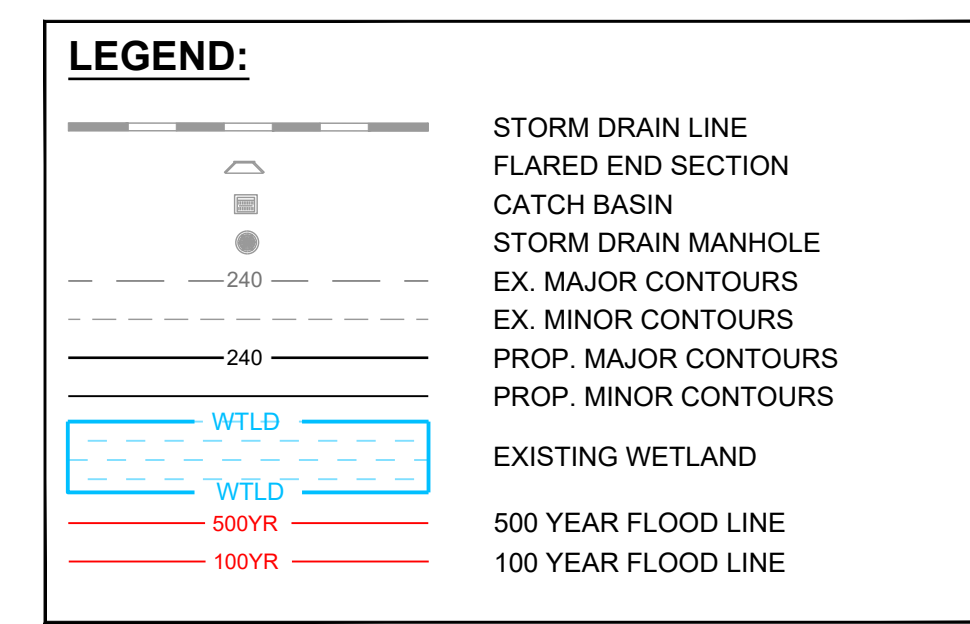 LEGEND:
STORM DRAIN LINE
FLARED END SECTION
CATCH BASIN
STORM DRAIN MANHOLE
240 EX. MAJOR CONTOURS
EX. MINOR CONTOURS
240 PROP. MAJOR CONTOURS
PROP. MINOR CONTOURS
WTLD
EXISTING WETLAND
WTLD
500YR 500 YEAR FLOOD LINE
100YR 100 YEAR FLOOD LINE